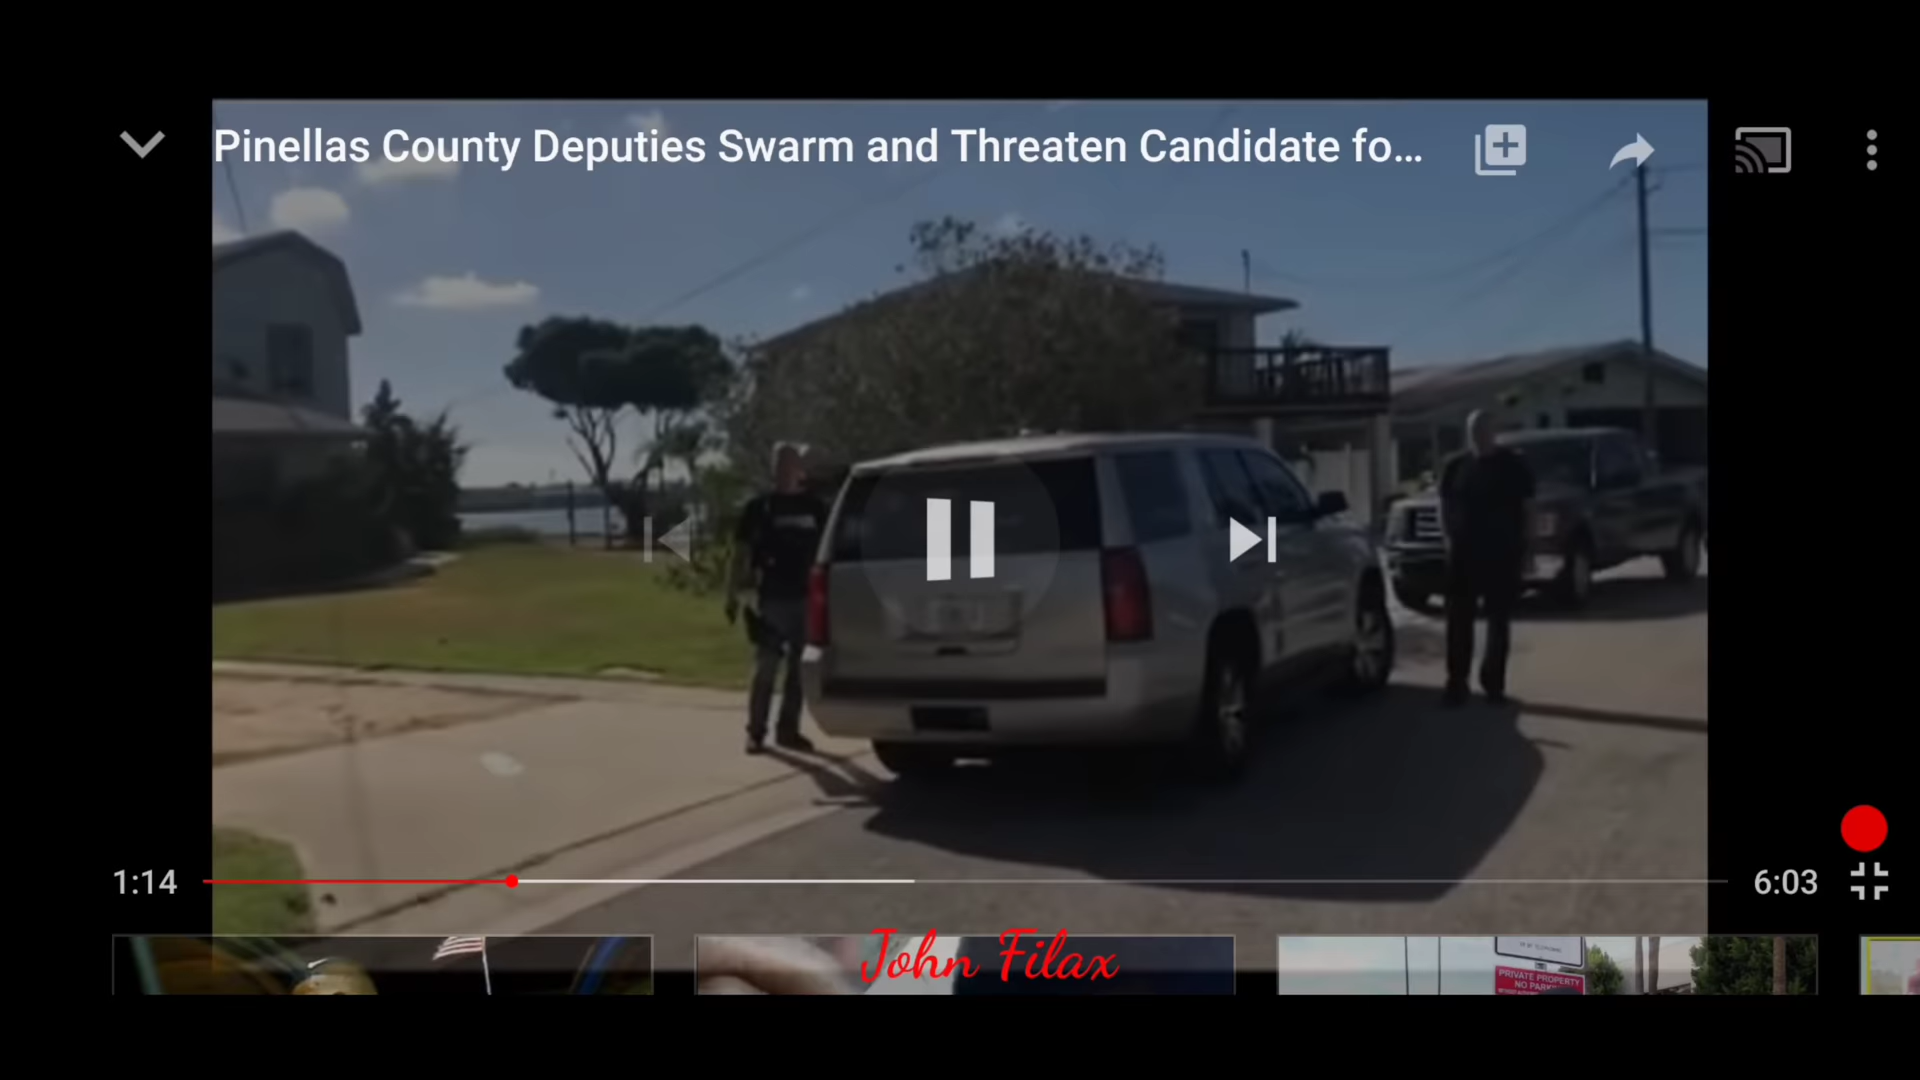 Pinellas County Deputies Swarm and Threaten Candidate fo...
1:14
6:03
John Filax
PRIVATE PROPERTY